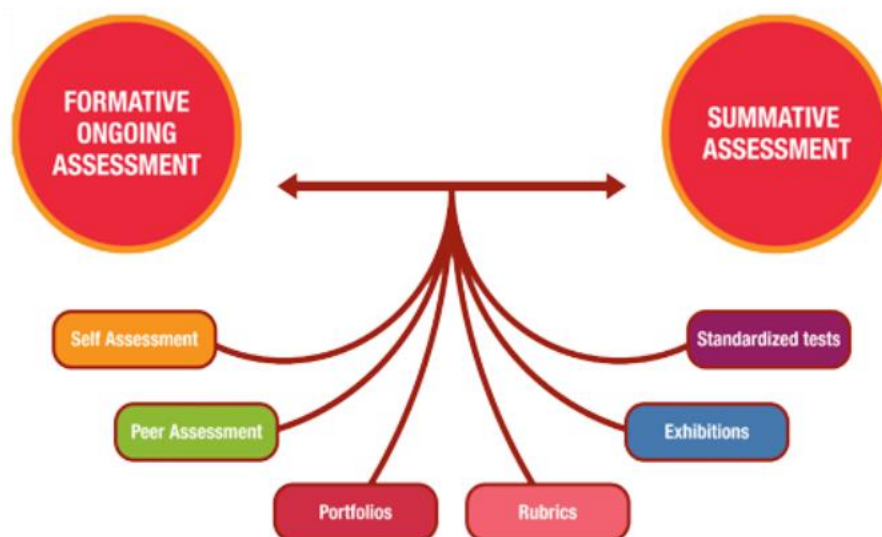 FORMATIVE
ONGOING
ASSESSMENT
SUMMATIVE
ASSESSMENT
Self Assessment
Standardized tests
Peer Assessment
Exhibitions
Portfolios
Rubrics